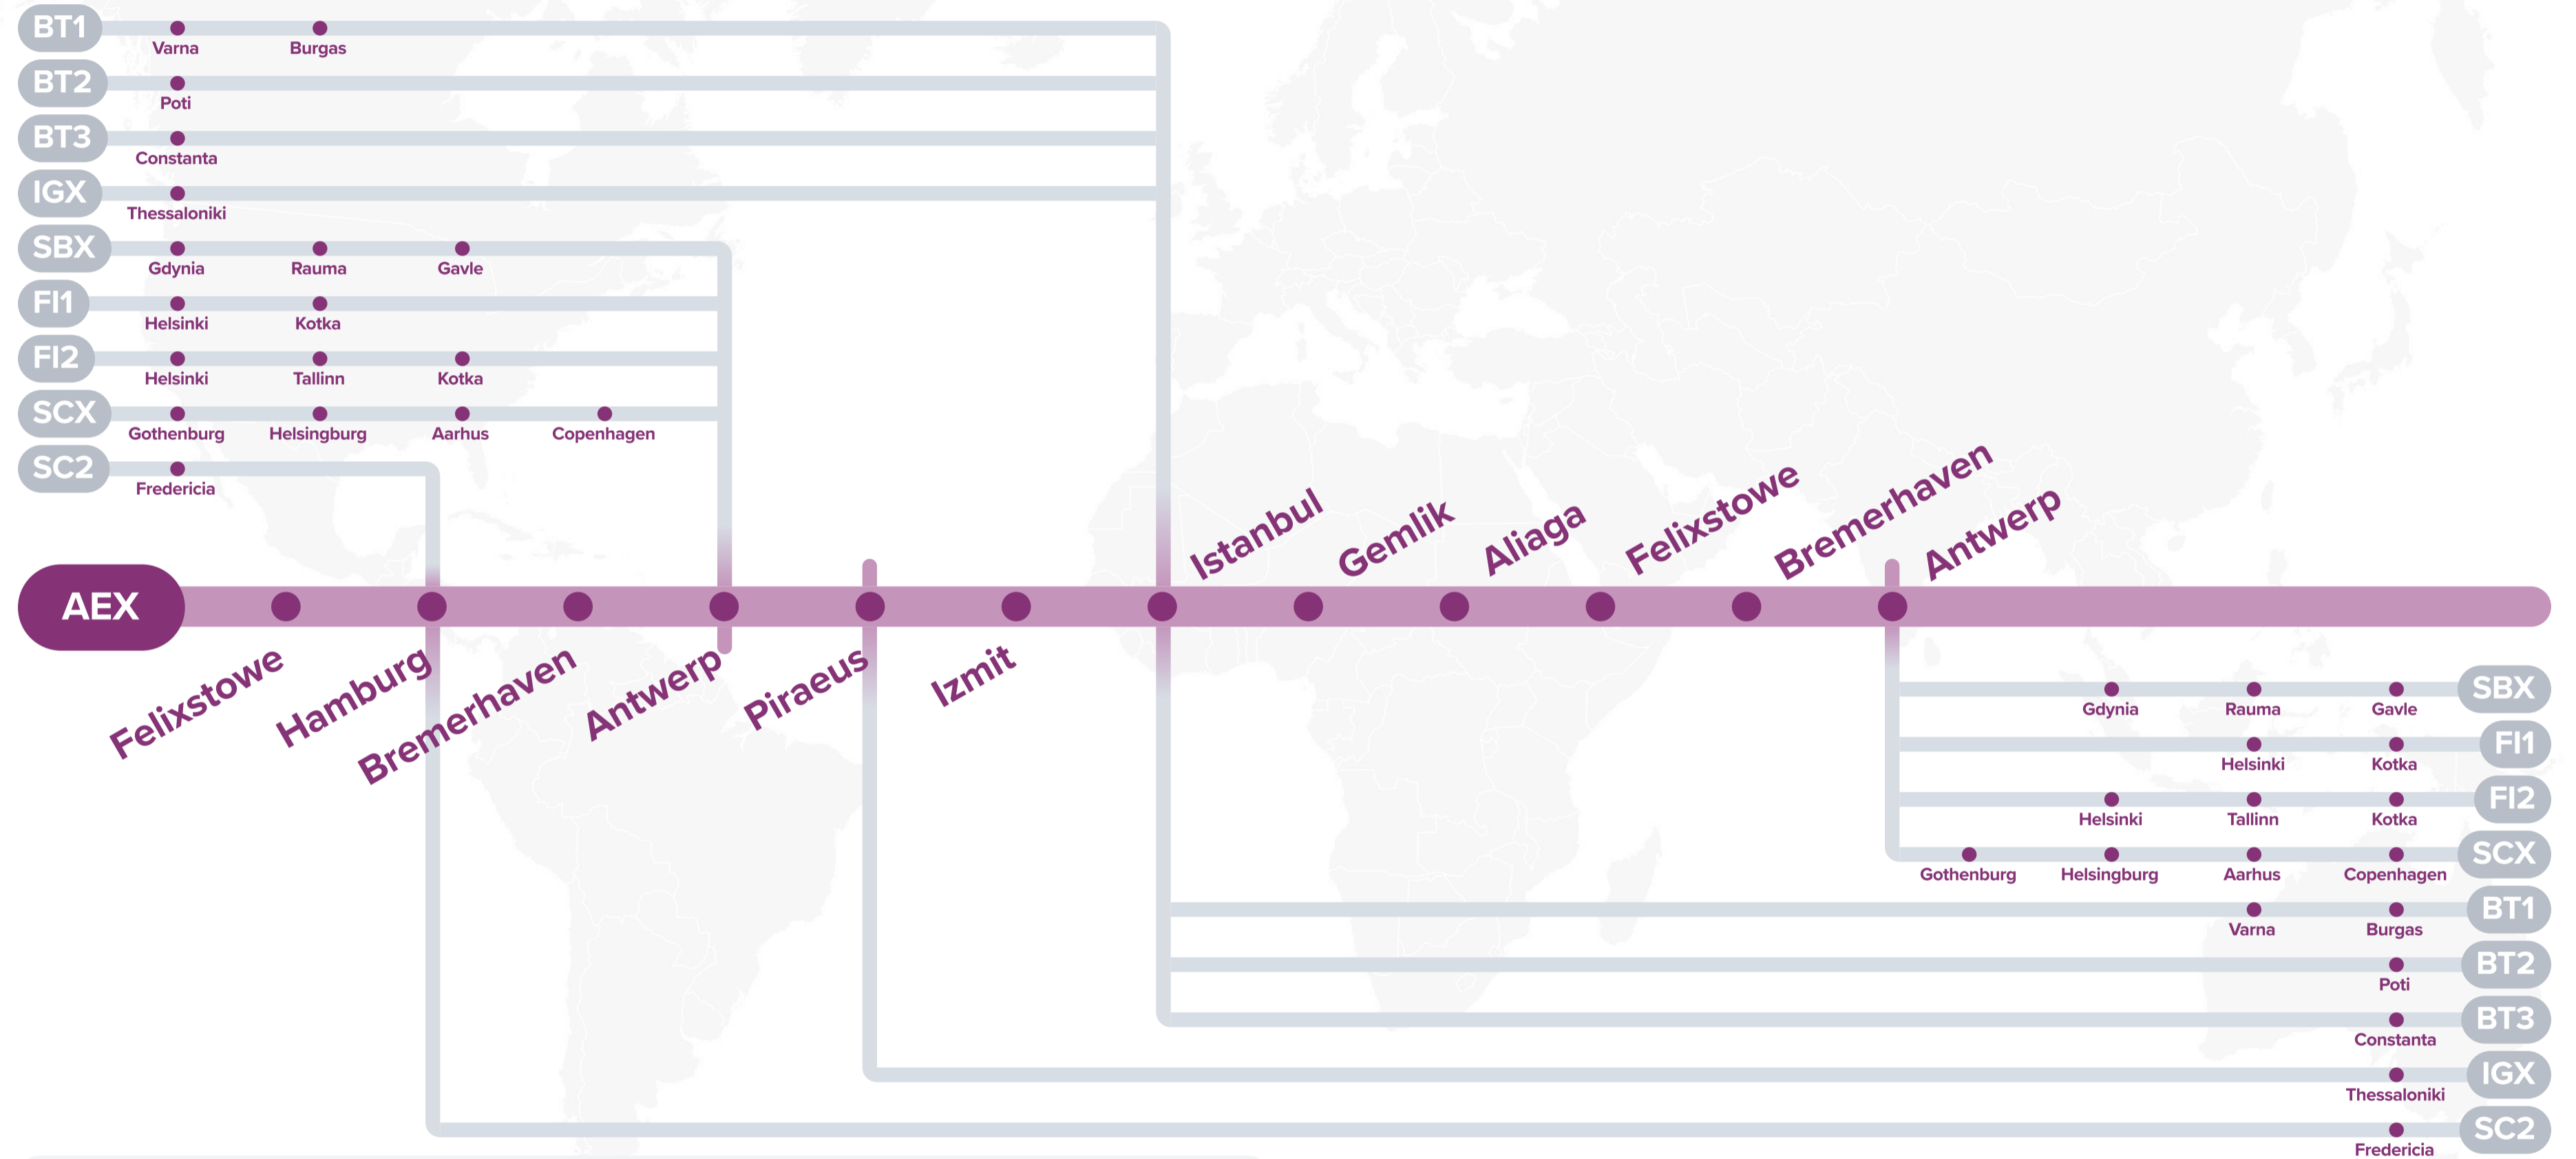 BT1
Varna Burgas
BT2
Poti
BT3
Constanta
IGX
Thessaloniki
SBX
Gdynia Rauma Gavle
FI1
Helsinki Kotka
FI2
Helsinki Tallinn Kotka
SCX
Gothenburg Helsingburg Aarhus Copenhagen
SC2
Fredericia
AEX
Felixstowe
Hamburg
Bremerhaven
Antwerp
Piraeus
Izmit
Istanbul
Gemlik
Aliaga
Felixstowe
Bremerhaven
Antwerp
SBX
Gdynia Rauma Gavle
FI1
Helsinki Kotka
FI2
Helsinki Tallinn Kotka
SCX
Gothenburg Helsingburg Aarhus Copenhagen
BT1
Varna Burgas
BT2
Poti
BT3
Constanta
IGX
Thessaloniki
SC2
Fredericia